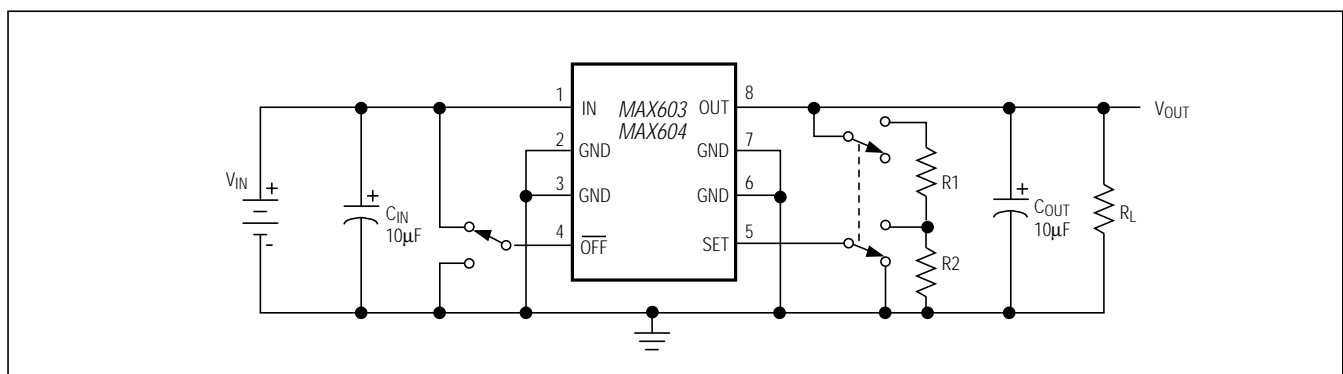 1
IN
MAX603
MAX604
OUT
8
VOUT
2
GND
GND
7
R1
VIN
+
-
+
CIN
10µF
3
GND
GND
6
+
COUT
10µF
RL
4
OFF
SET
5
R2